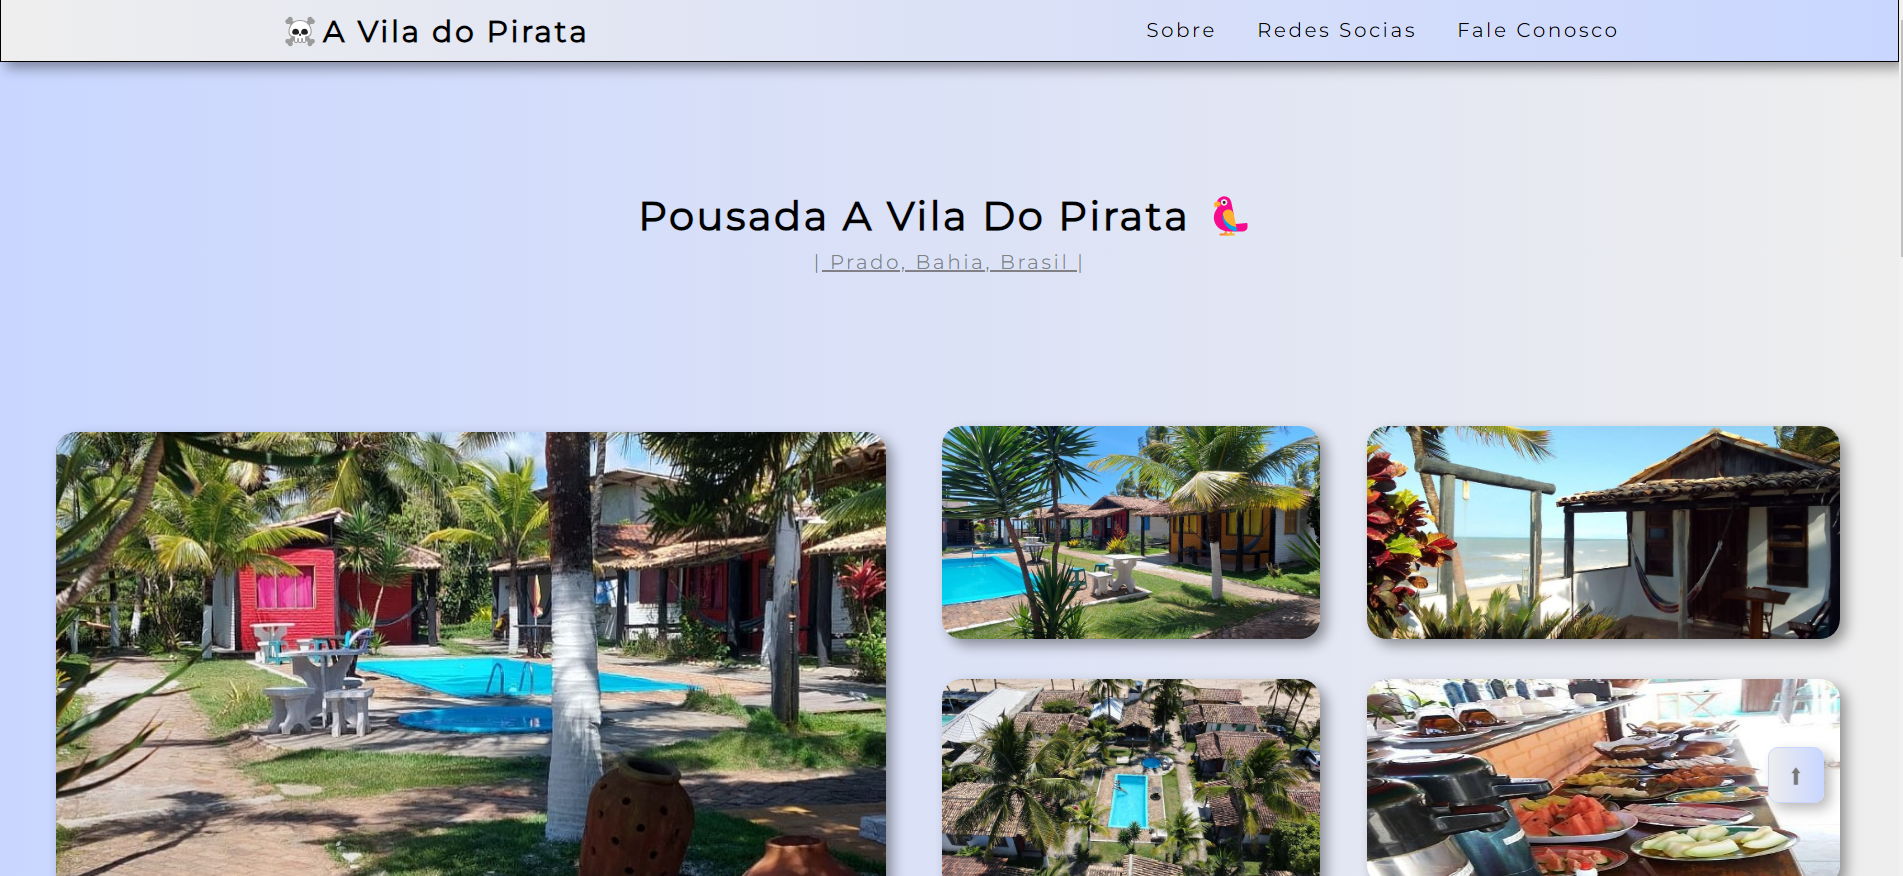 A Vila do Pirata
Sobre Redes Socias Fale Conosco
Pousada A Vila Do Pirata
| Prado, Bahia, Brasil |